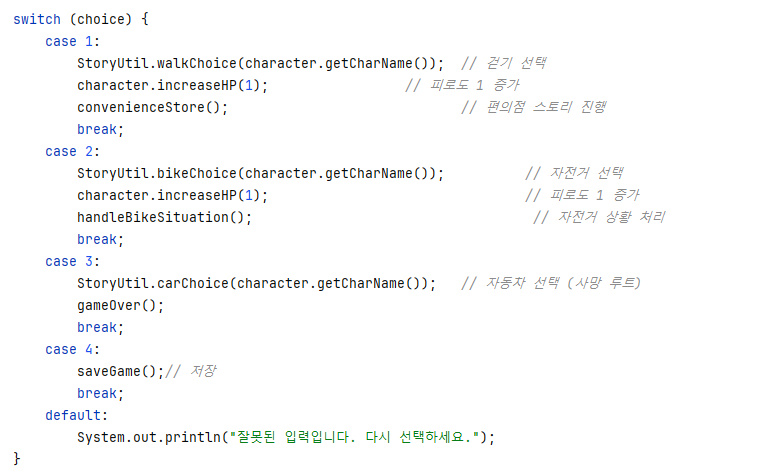 switch (choice) {
    case 1:
        StoryUtil.walkChoice(character.getCharName());  // 걷기 선택
        character.increaseHP(1);                 // 피로도 1 증가
        convenienceStore();                             // 편의점 스토리 진행
        break;
    case 2:
        StoryUtil.bikeChoice(character.getCharName());          // 자전거 선택
        character.increaseHP(1);                                // 피로도 1 증가
        handleBikeSituation();                                   // 자전거 상황 처리
        break;
    case 3:
        StoryUtil.carChoice(character.getCharName());   // 자동차 선택 (사망 루트)
        gameOver();
        break;
    case 4:
        saveGame();// 저장
        break;
    default:
        System.out.println("잘못된 입력입니다. 다시 선택하세요.");
}